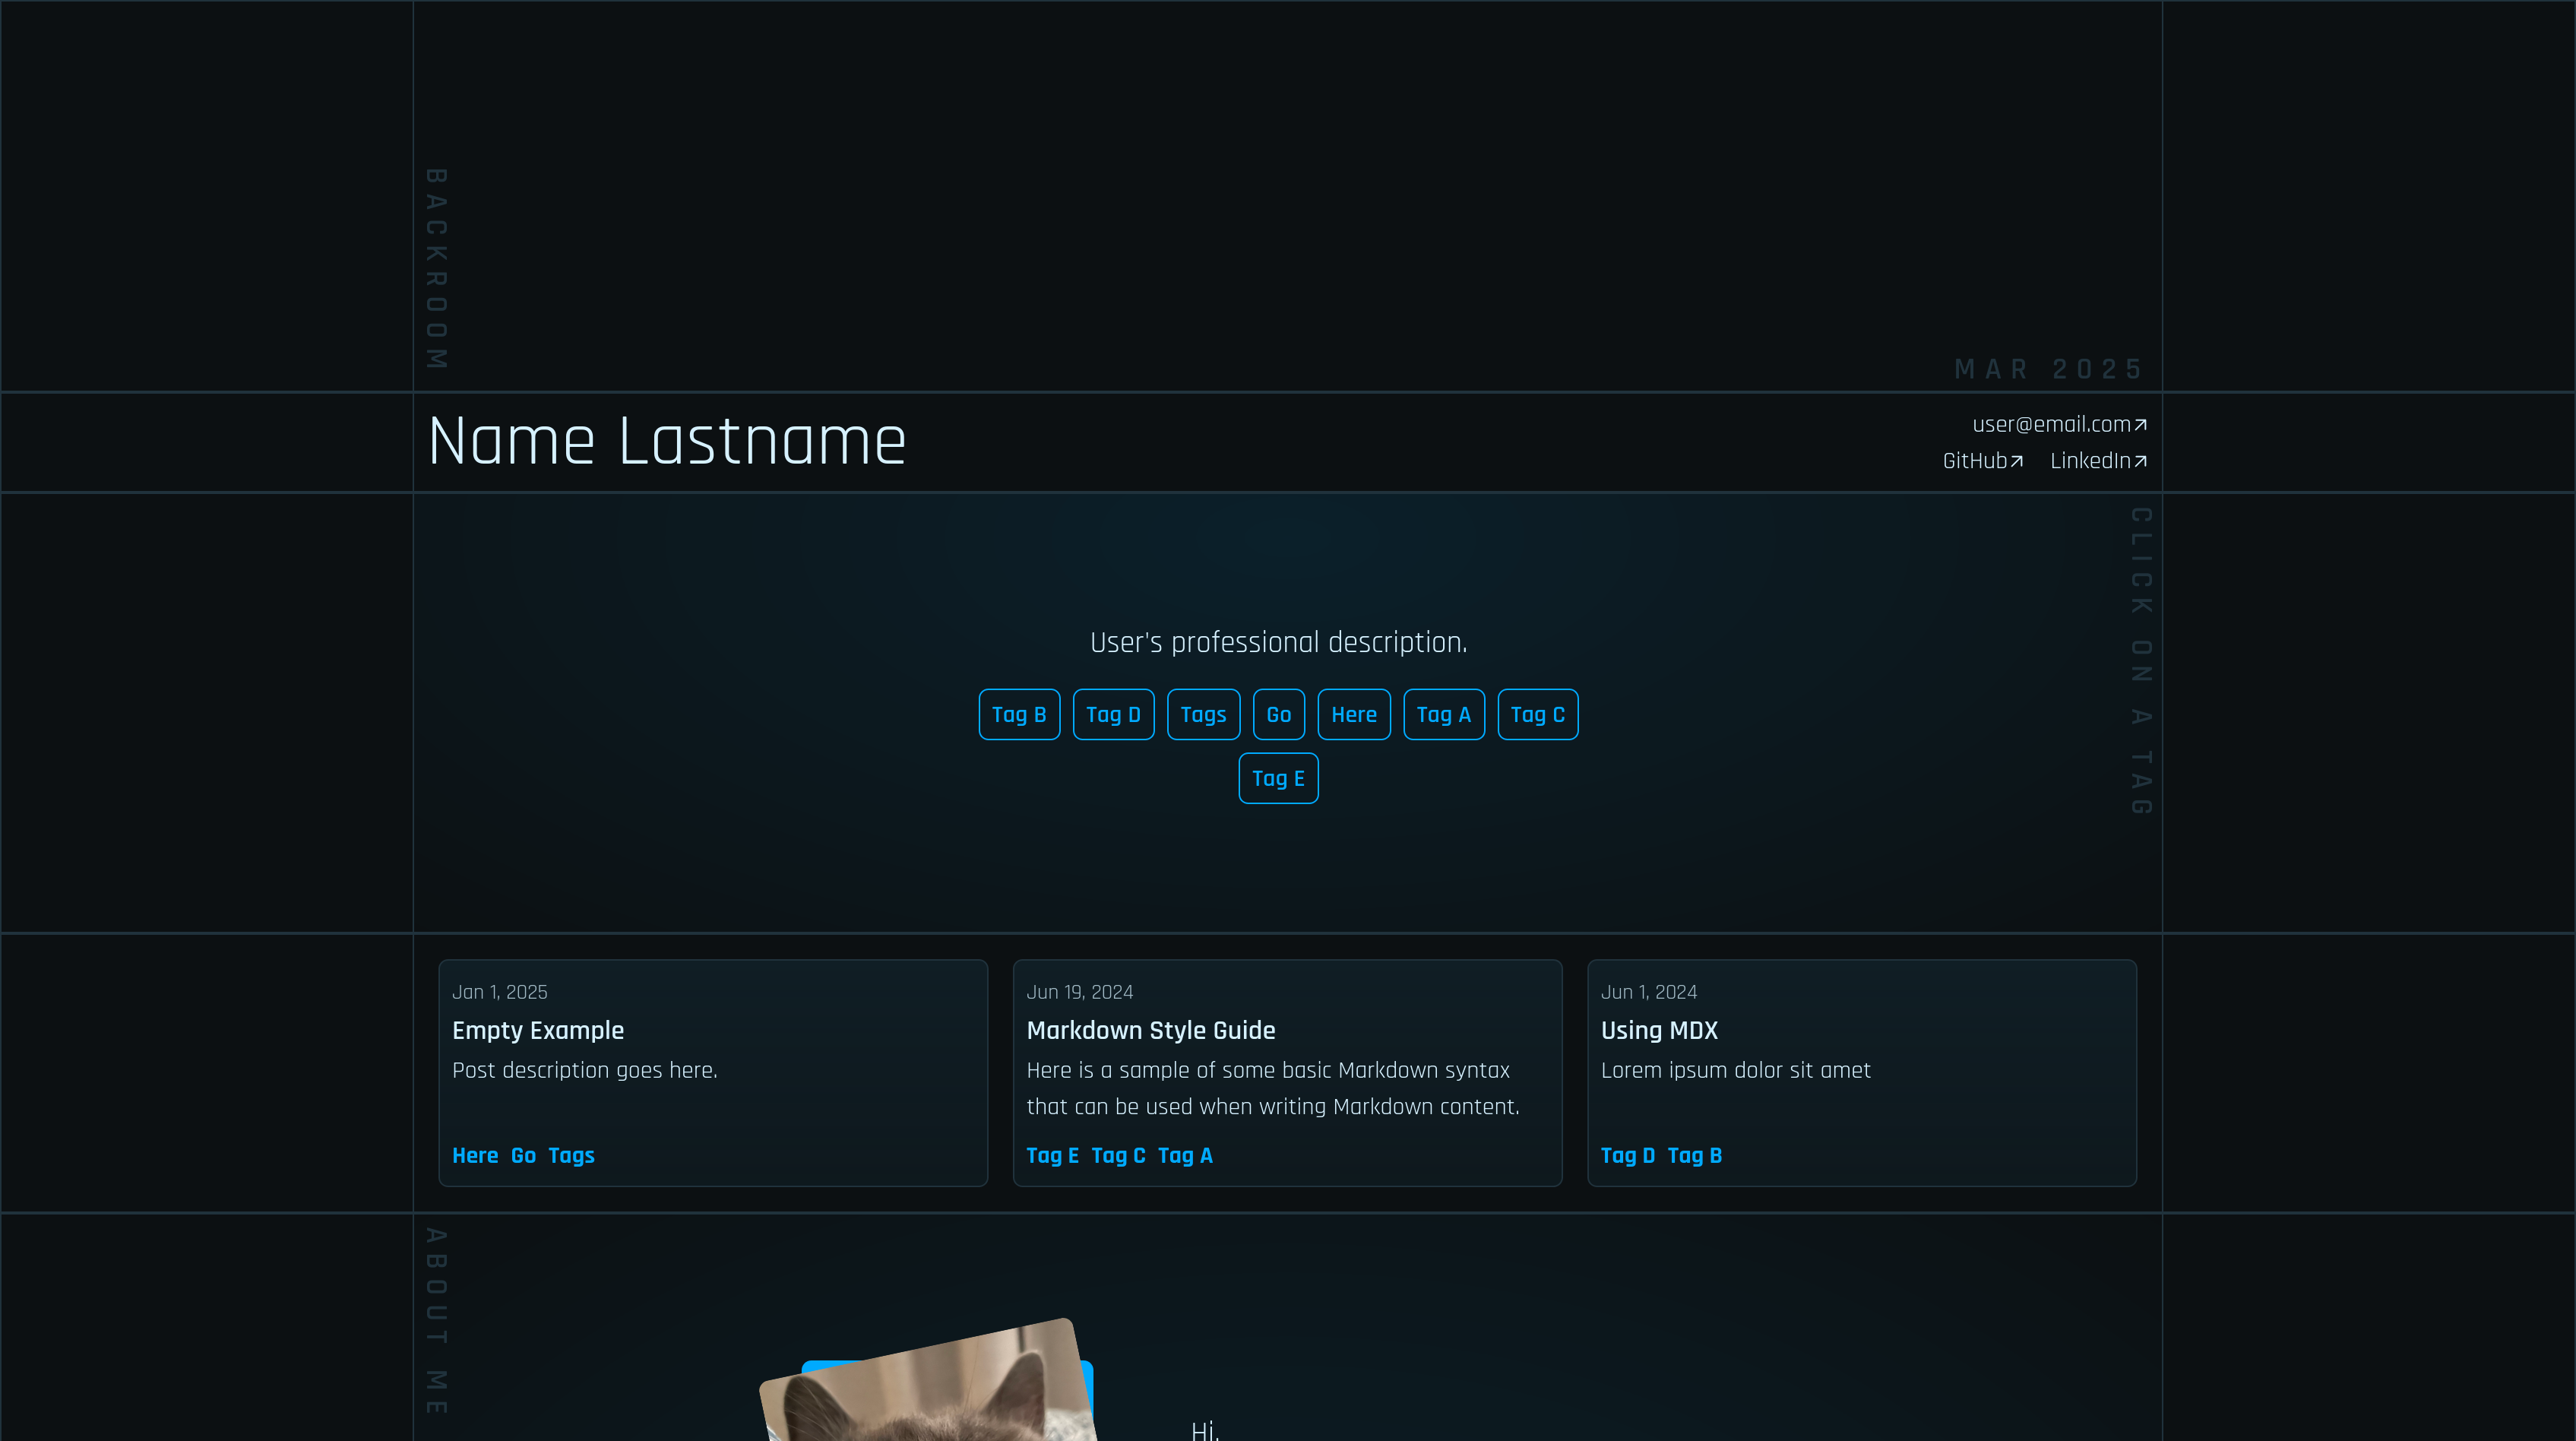 BACKROOM
MAR 2025
Name Lastname
user@email.com
GitHub LinkedIn
CLICK ON A TAG
User's professional description.
Tag B Tag D Tags Go Here Tag A Tag C
Tag E
Jan 1, 2025
Empty Example
Post description goes here.
Here Go Tags
Jun 19, 2024
Markdown Style Guide
Here is a sample of some basic Markdown syntax
that can be used when writing Markdown content.
Tag E Tag C Tag A
Jun 1, 2024
Using MDX
Lorem ipsum dolor sit amet
Tag D Tag B
ABOUT ME
Hi,